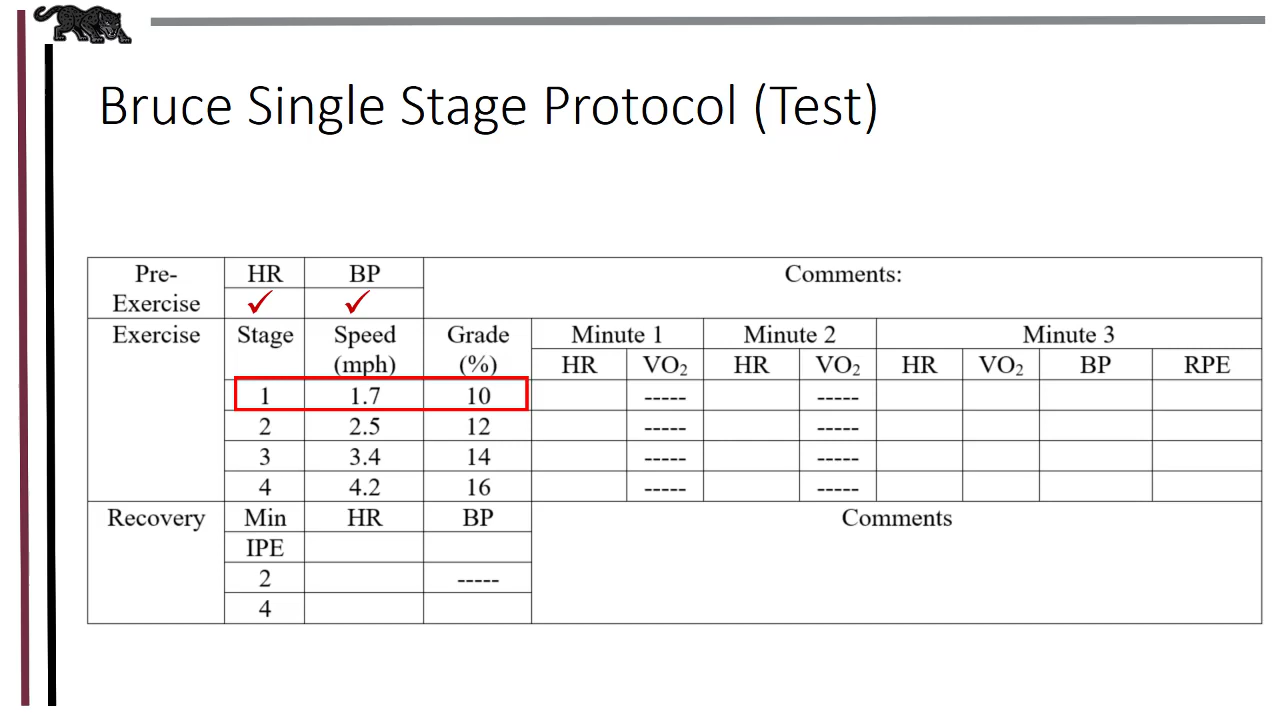 Bruce Single Stage Protocol (Test)
Pre-Exercise HR BP Comments:
✓ ✓
Exercise Stage Speed (mph) Grade (%) Minute 1 Minute 2 Minute 3
HR VO₂ HR VO₂ HR VO₂ BP RPE
1 1.7 10 ----- -----
2 2.5 12 ----- -----
3 3.4 14 ----- -----
4 4.2 16 ----- -----
Recovery Min HR BP Comments
IPE
2 -----
4